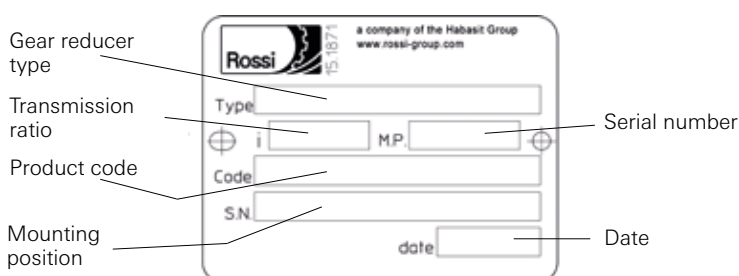 a company of the Habasit Group
www.rossi-group.com
Rossi
15.1871
Gear reducer
type
Type
Transmission
ratio
i
M.P.
Serial number
Product code
Code
S.N.
Mounting
position
date
Date